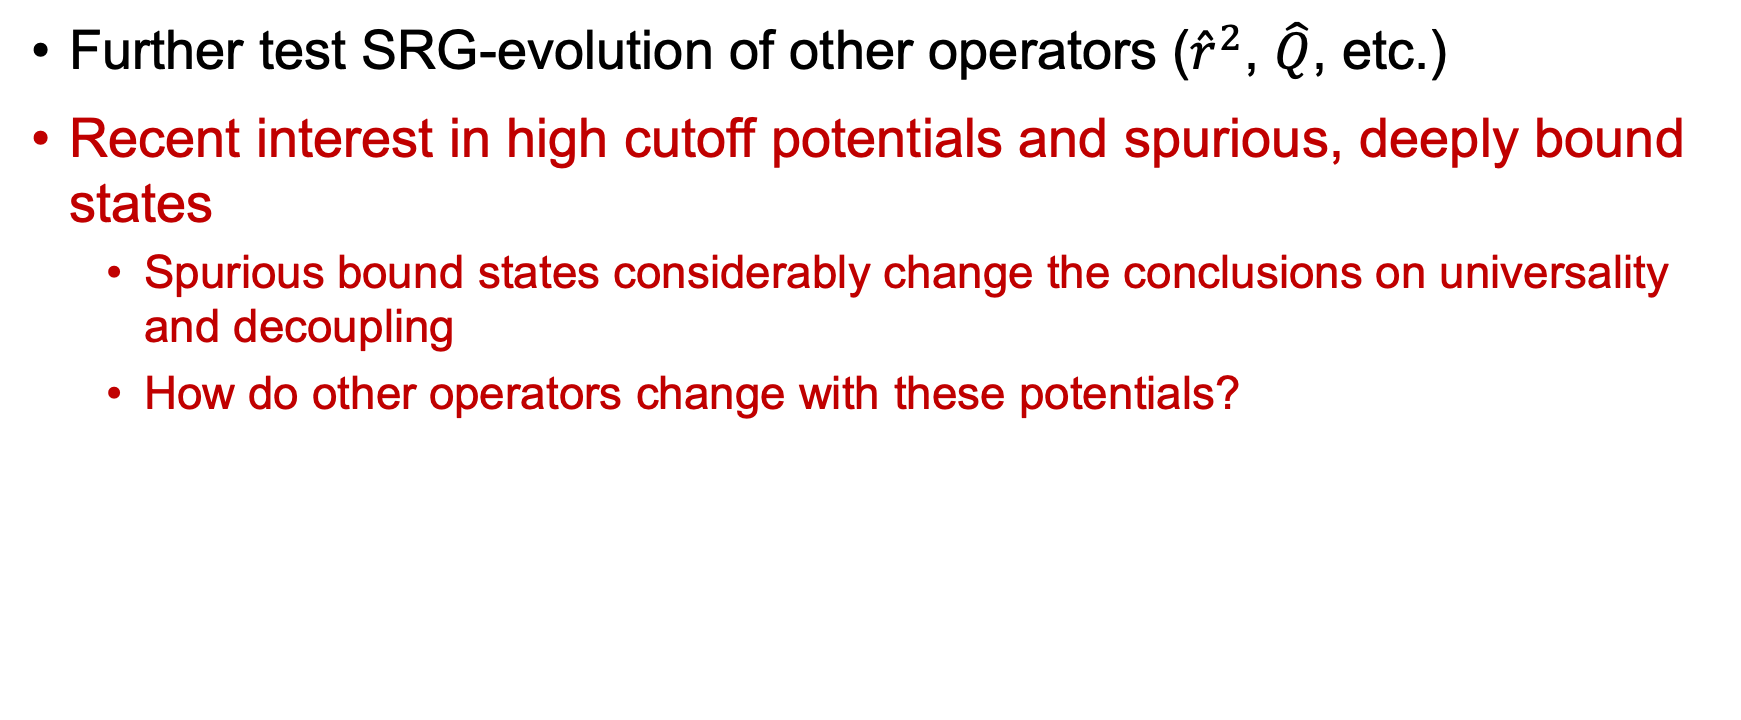 • Further test SRG-evolution of other operators (r̂², Q̂, etc.)
• Recent interest in high cutoff potentials and spurious, deeply bound
states
• Spurious bound states considerably change the conclusions on universality
and decoupling
• How do other operators change with these potentials?